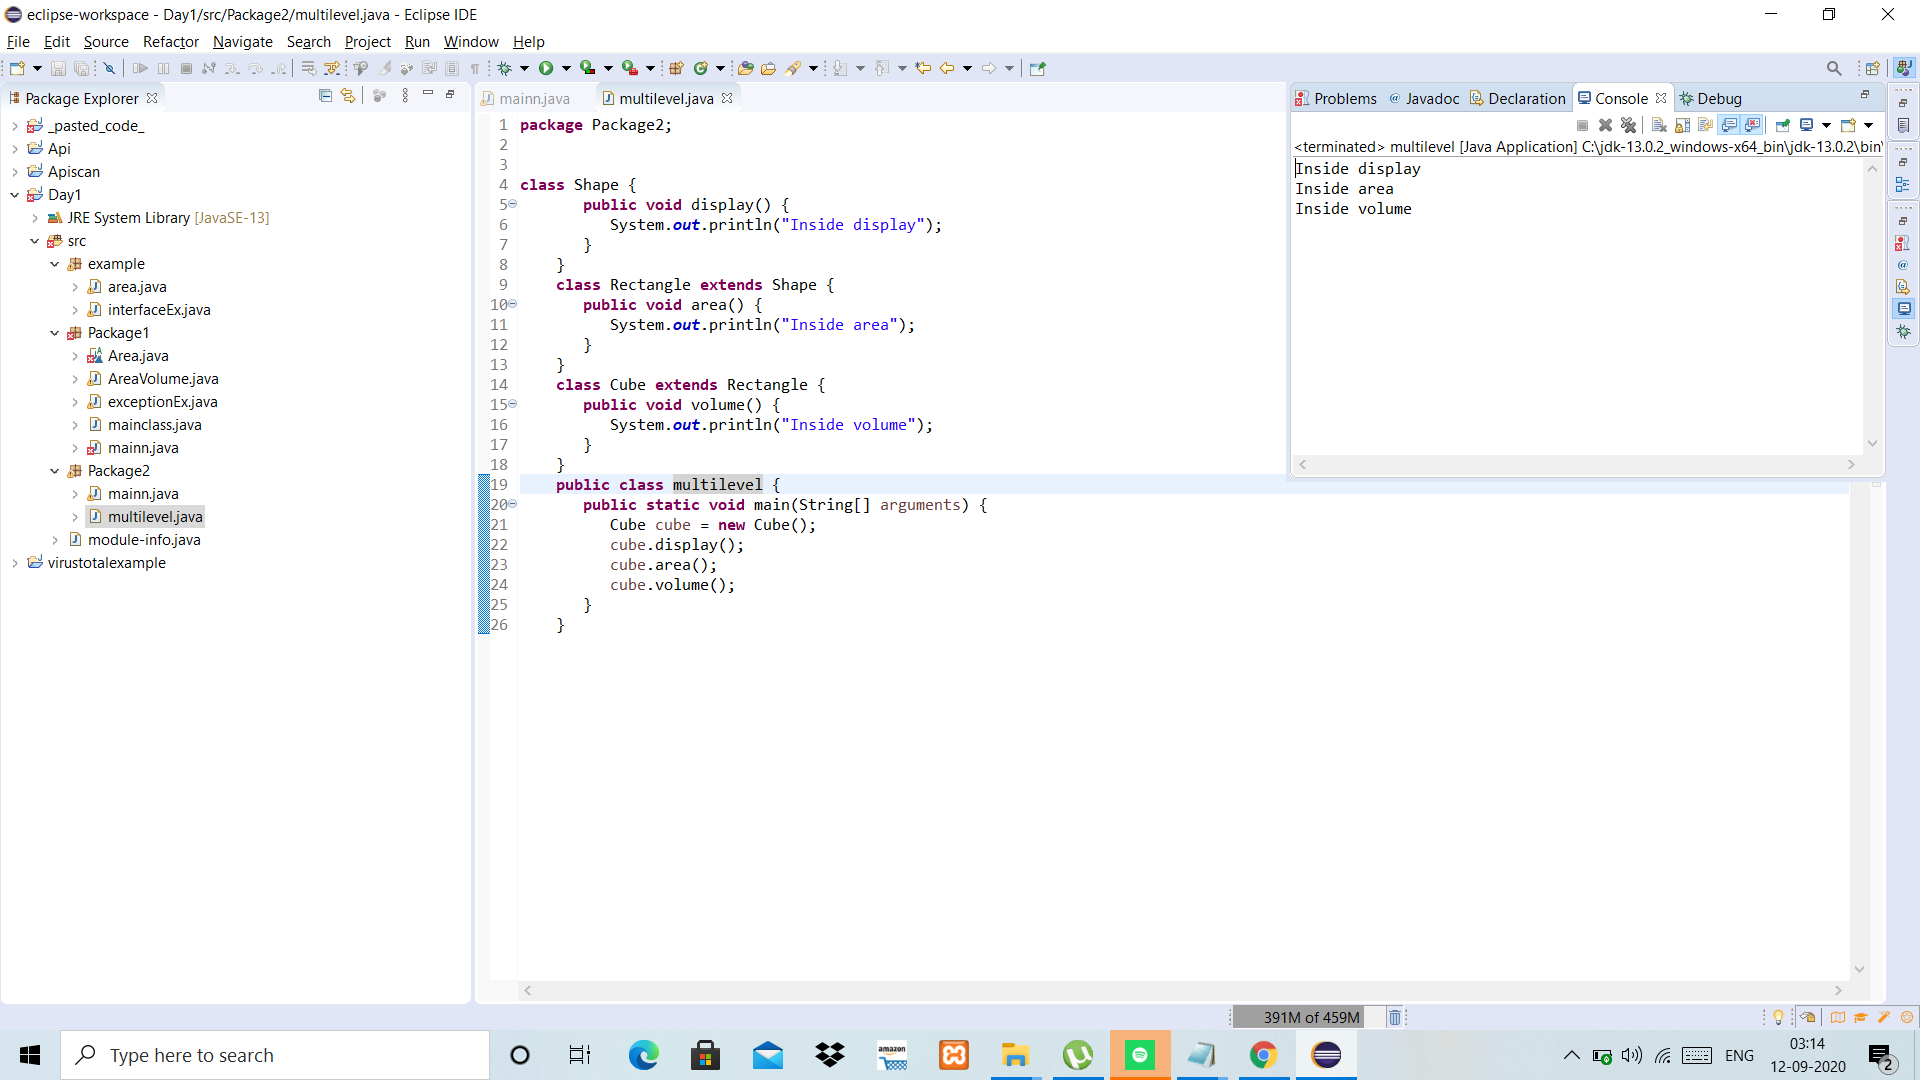 eclipse-workspace - Day1/src/Package2/multilevel.java - Eclipse IDE
File Edit Source Refactor Navigate Search Project Run Window Help
Package Explorer
_pasted_code_
Api
Apiscan
Day1
JRE System Library [JavaSE-13]
src
example
area.java
interfaceEx.java
Package1
Area.java
AreaVolume.java
exceptionEx.java
mainclass.java
mainn.java
Package2
mainn.java
multilevel.java
module-info.java
virustotalexample
mainn.java multilevel.java
1 package Package2;
2
3
4 class Shape {
5 public void display() {
6 System.out.println("Inside display");
7 }
8 }
9 class Rectangle extends Shape {
10 public void area() {
11 System.out.println("Inside area");
12 }
13 }
14 class Cube extends Rectangle {
15 public void volume() {
16 System.out.println("Inside volume");
17 }
18 }
19 public class multilevel {
20 public static void main(String[] arguments) {
21 Cube cube = new Cube();
22 cube.display();
23 cube.area();
24 cube.volume();
25 }
26 }
Problems @ Javadoc Declaration Console Debug
<terminated> multilevel [Java Application] C:\jdk-13.0.2_windows-x64_bin\jdk-13.0.2\bin\
Inside display
Inside area
Inside volume
391M of 459M
Type here to search
amazon
ENG
03:14
12-09-2020
2